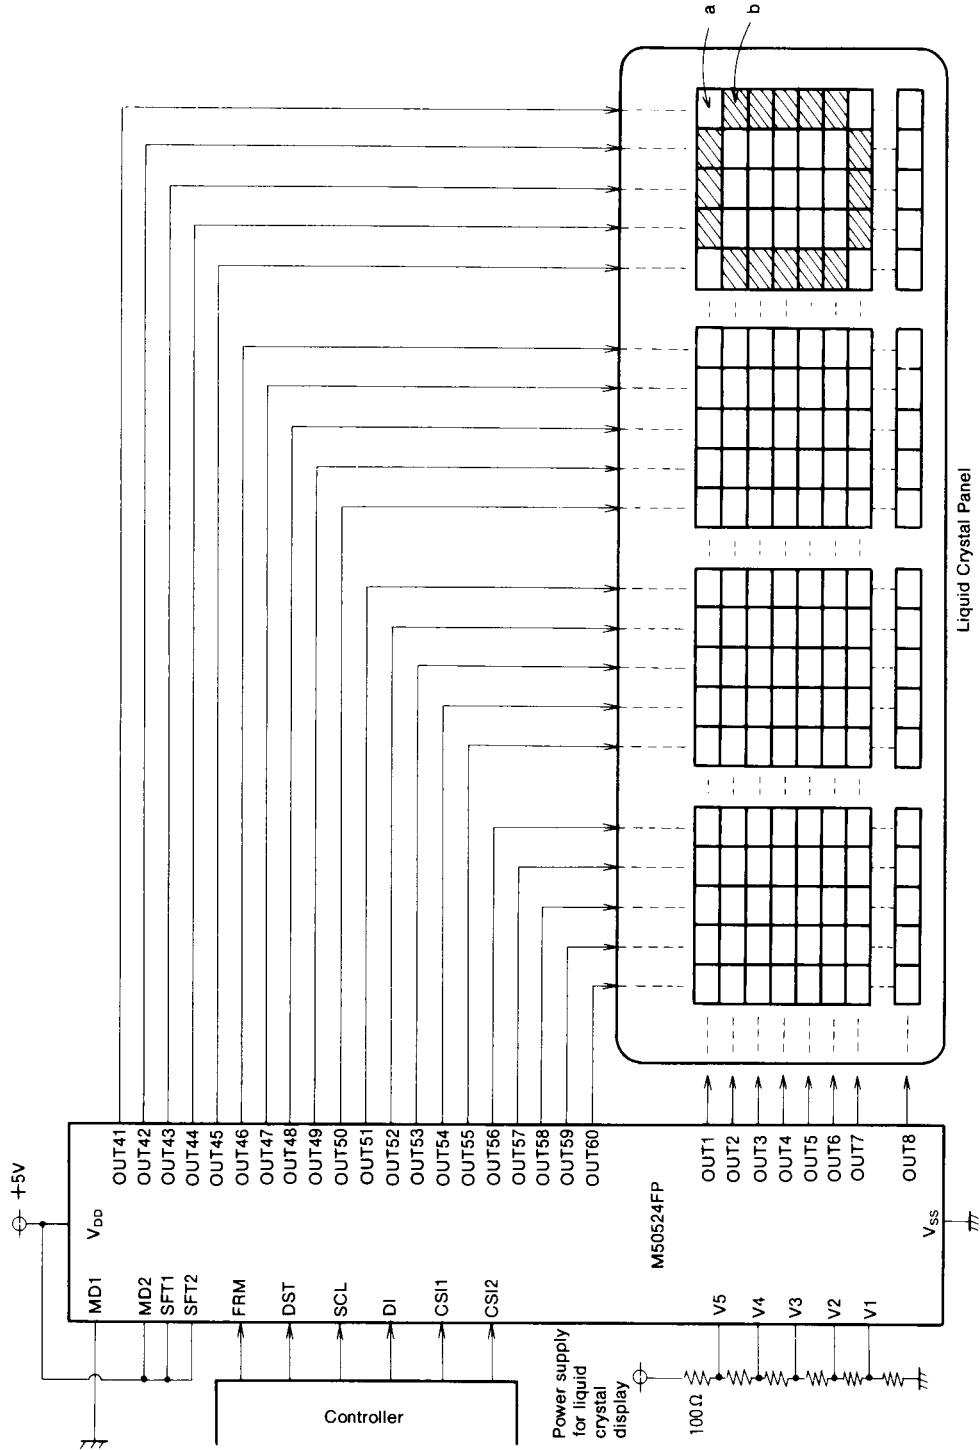 +5V
VDD
MD1
MD2
SFT1
SFT2
FRM
DST
SCL
DI
CSI1
CSI2
Controller
Power supply
for liquid
crystal
display
100Ω
V5
V4
V3
V2
V1
VSS
M50524FP
OUT41
OUT42
OUT43
OUT44
OUT45
OUT46
OUT47
OUT48
OUT49
OUT50
OUT51
OUT52
OUT53
OUT54
OUT55
OUT56
OUT57
OUT58
OUT59
OUT60
OUT1
OUT2
OUT3
OUT4
OUT5
OUT6
OUT7
OUT8
a
b
Liquid Crystal Panel